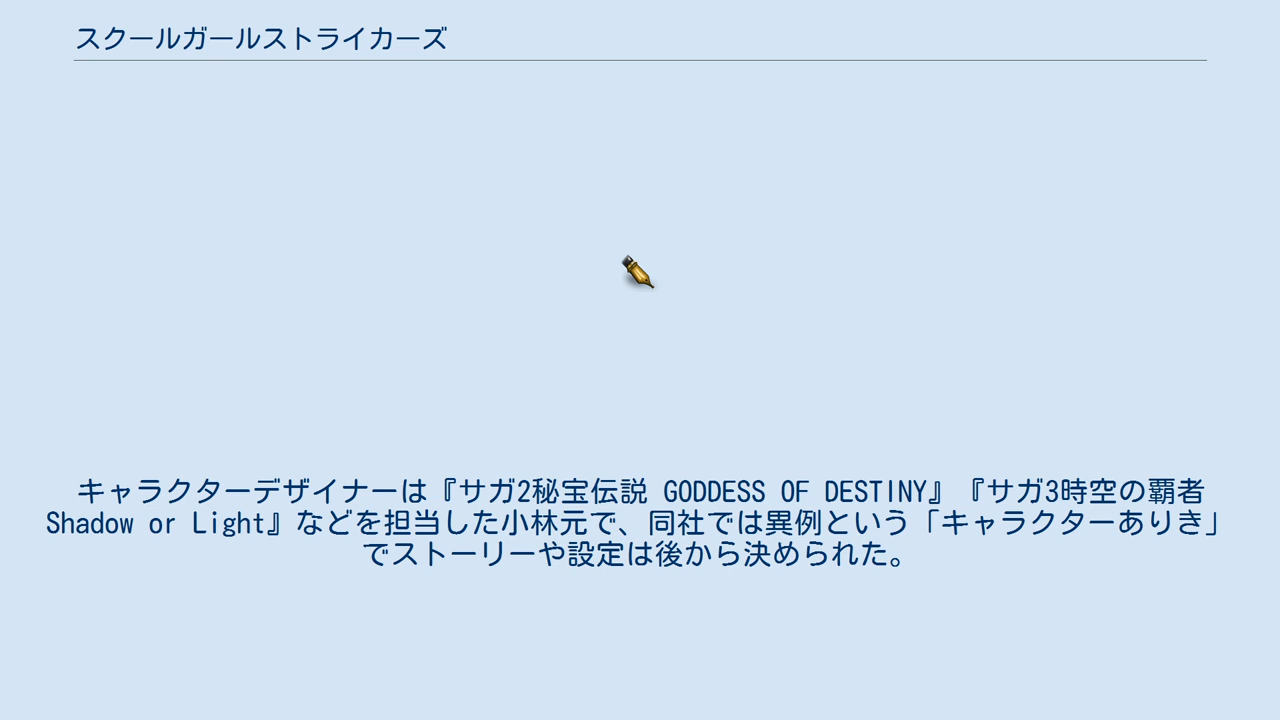 スクールガールストライカーズ
キャラクターデザイナーは『サガ2秘宝伝説 GODDESS OF DESTINY』『サガ3時空の覇者
Shadow or Light』などを担当した小林元で、同社では異例という「キャラクターありき」
でストーリーや設定は後から決められた。